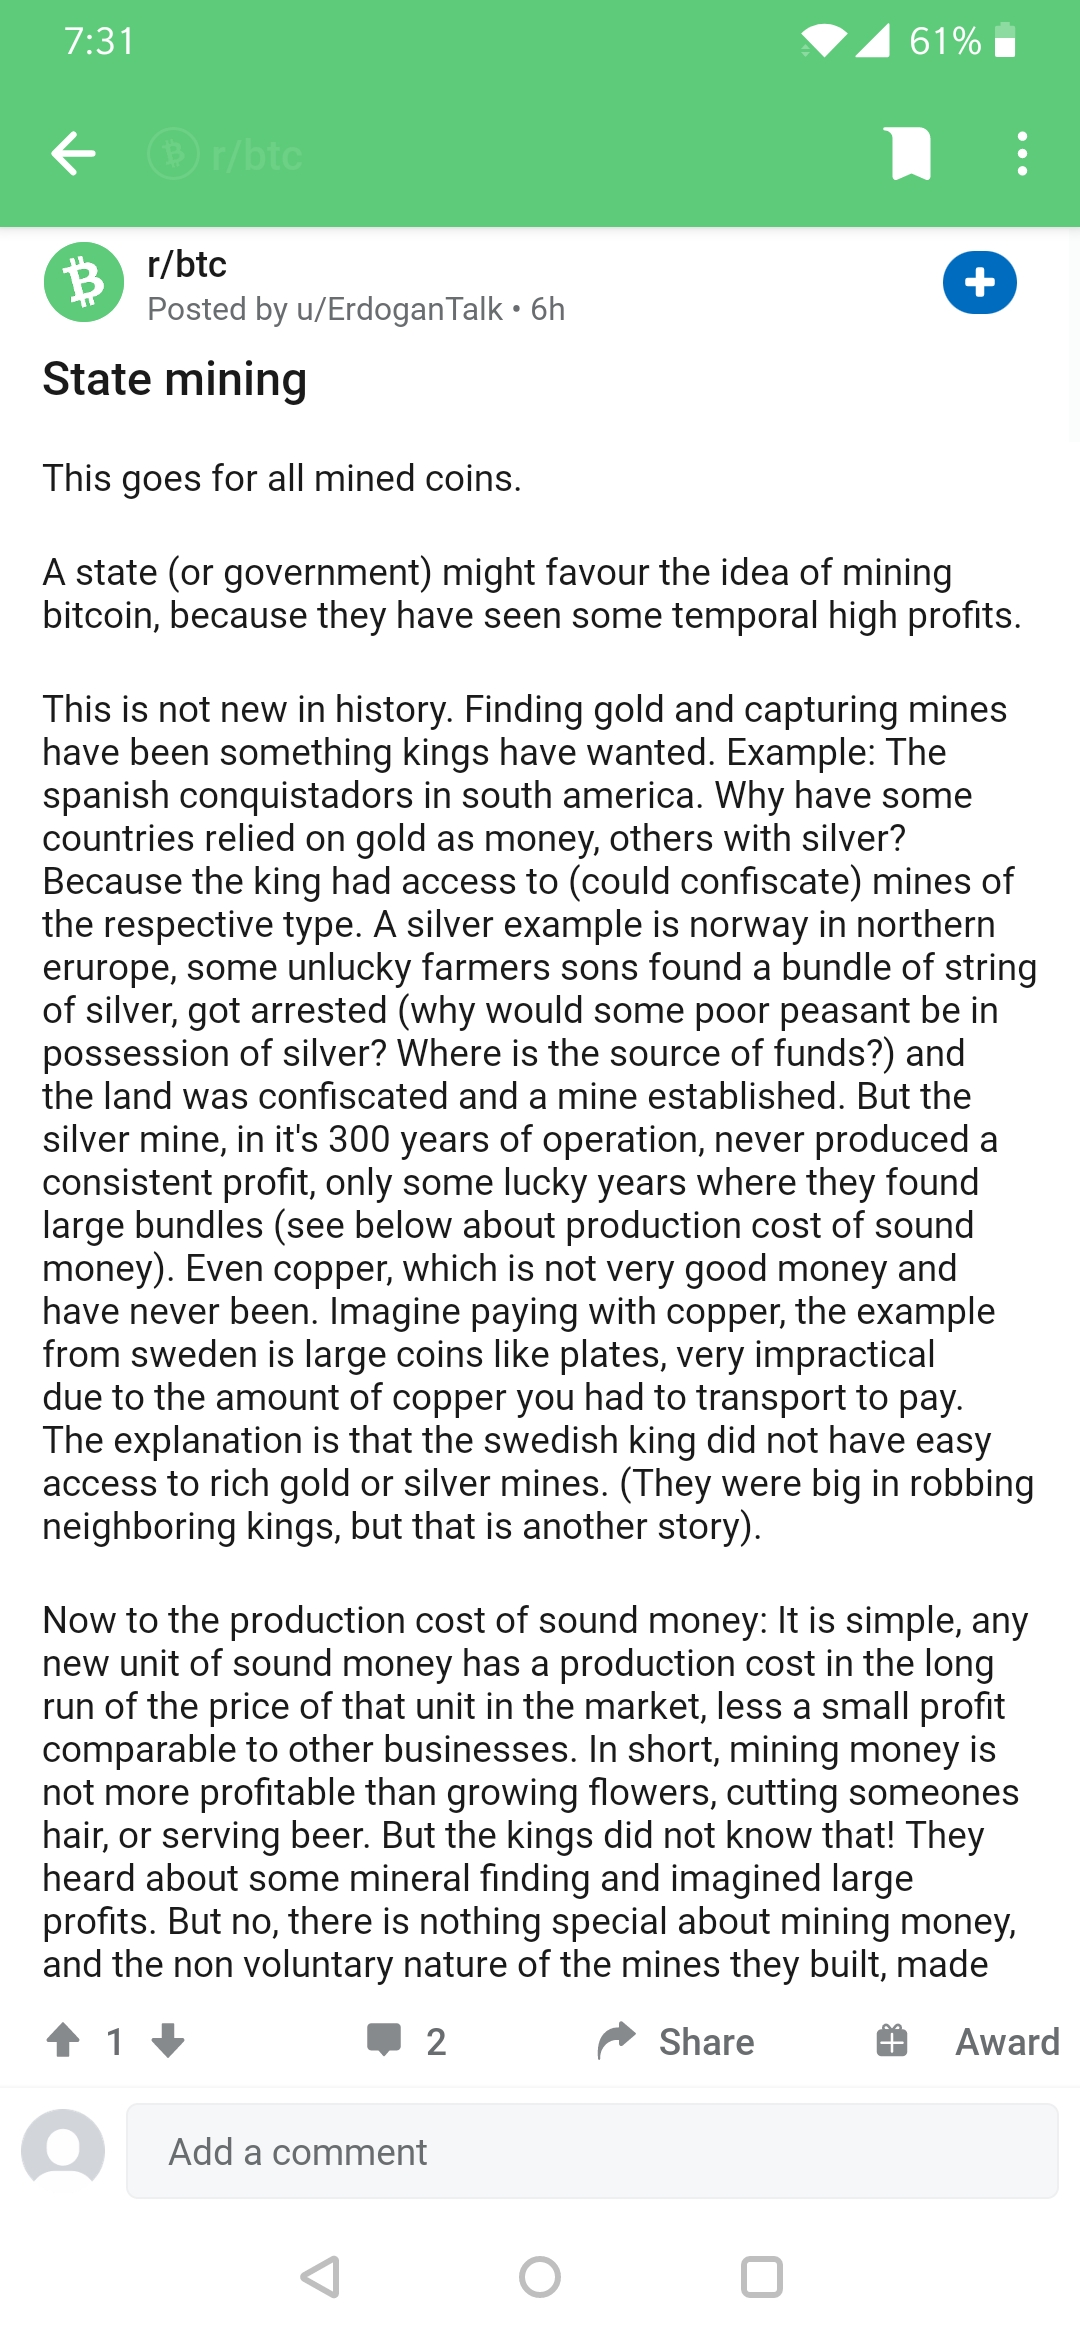 7:31
61%
r/btc
r/btc
Posted by u/ErdoganTalk • 6h
State mining
This goes for all mined coins.
A state (or government) might favour the idea of mining
bitcoin, because they have seen some temporal high profits.
This is not new in history. Finding gold and capturing mines
have been something kings have wanted. Example: The
spanish conquistadors in south america. Why have some
countries relied on gold as money, others with silver?
Because the king had access to (could confiscate) mines of
the respective type. A silver example is norway in northern
erurope, some unlucky farmers sons found a bundle of string
of silver, got arrested (why would some poor peasant be in
possession of silver? Where is the source of funds?) and
the land was confiscated and a mine established. But the
silver mine, in it's 300 years of operation, never produced a
consistent profit, only some lucky years where they found
large bundles (see below about production cost of sound
money). Even copper, which is not very good money and
have never been. Imagine paying with copper, the example
from sweden is large coins like plates, very impractical
due to the amount of copper you had to transport to pay.
The explanation is that the swedish king did not have easy
access to rich gold or silver mines. (They were big in robbing
neighboring kings, but that is another story).
Now to the production cost of sound money: It is simple, any
new unit of sound money has a production cost in the long
run of the price of that unit in the market, less a small profit
comparable to other businesses. In short, mining money is
not more profitable than growing flowers, cutting someones
hair, or serving beer. But the kings did not know that! They
heard about some mineral finding and imagined large
profits. But no, there is nothing special about mining money,
and the non voluntary nature of the mines they built, made
1 2 Share Award
Add a comment